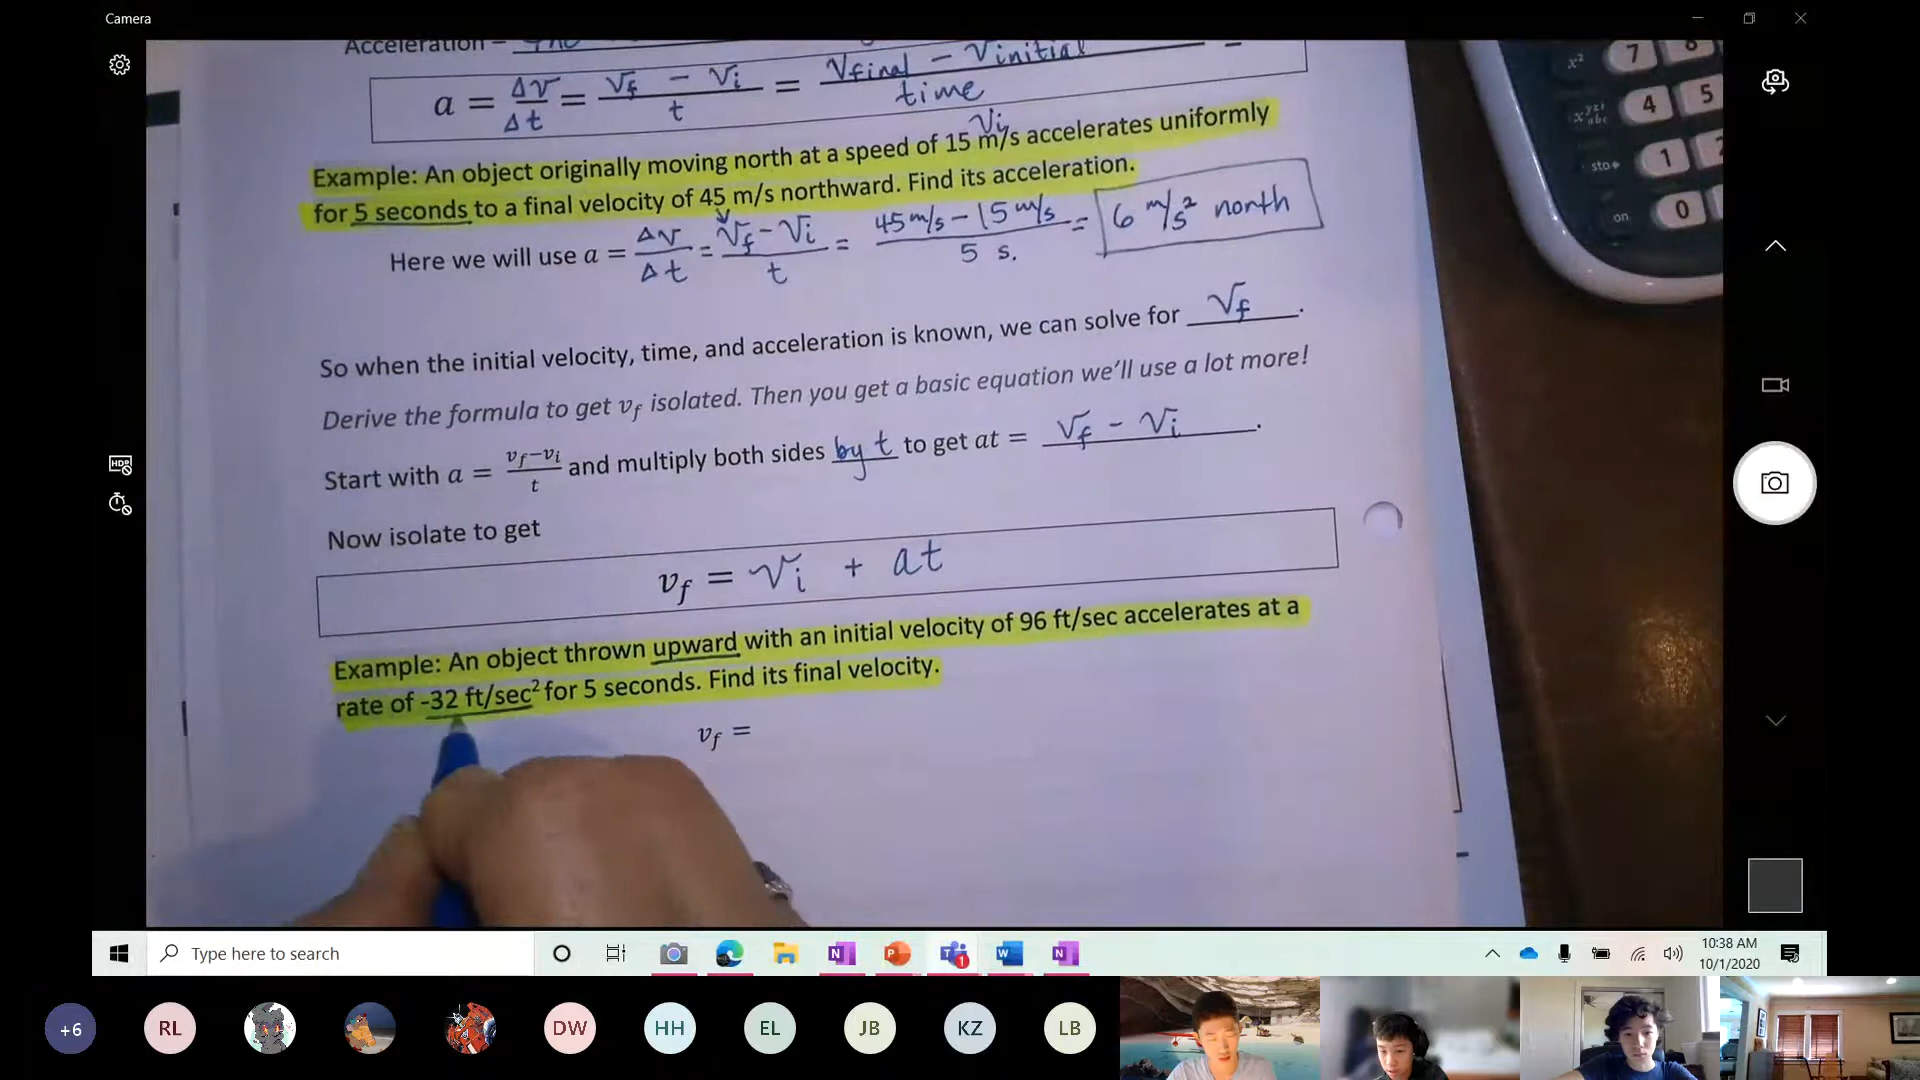 Camera
Acceleration – The
a = Δv/Δt = vf - vi/t = Vfinal - Vinitial/time
vi
Example: An object originally moving north at a speed of 15 m/s accelerates uniformly
for 5 seconds to a final velocity of 45 m/s northward. Find its acceleration.
Here we will use a = Δv/Δt = vf - vi/t = 45 m/s - 15 m/s/5 s. = 6 m/s² north
So when the initial velocity, time, and acceleration is known, we can solve for vf.
Derive the formula to get vf isolated. Then you get a basic equation we'll use a lot more!
Start with a = vf−vi/t and multiply both sides by t to get at = vf - vi.
Now isolate to get
vf = vi + at
Example: An object thrown upward with an initial velocity of 96 ft/sec accelerates at a
rate of -32 ft/sec² for 5 seconds. Find its final velocity.
vf =
x²
7
8
xyzt abc
4
5
sto→
1
2
on
0
HDR
Type here to search
N
P
1
W
N
10:38 AM
10/1/2020
+6
RL
DW
HH
EL
JB
KZ
LB